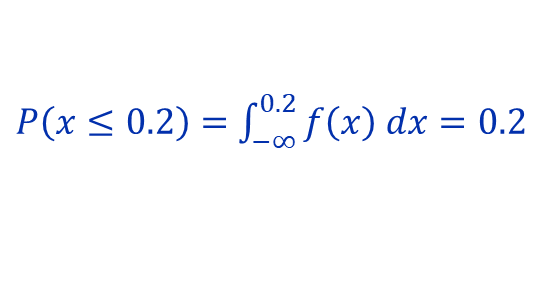 P(x ≤ 0.2) = ∫_{−∞}^{0.2} f(x) dx = 0.2